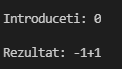 Introduceti: 0
Rezultat: -1+1